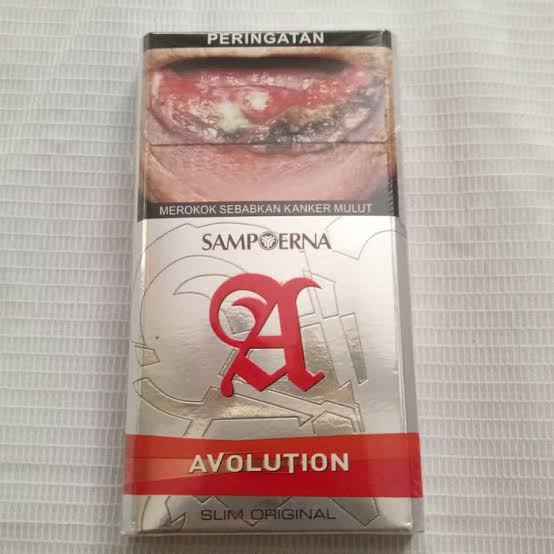 PERINGATAN
MEROKOK SEBABKAN KANKER MULUT
SAMPOERNA
A
AVOLUTION
SLIM ORIGINAL